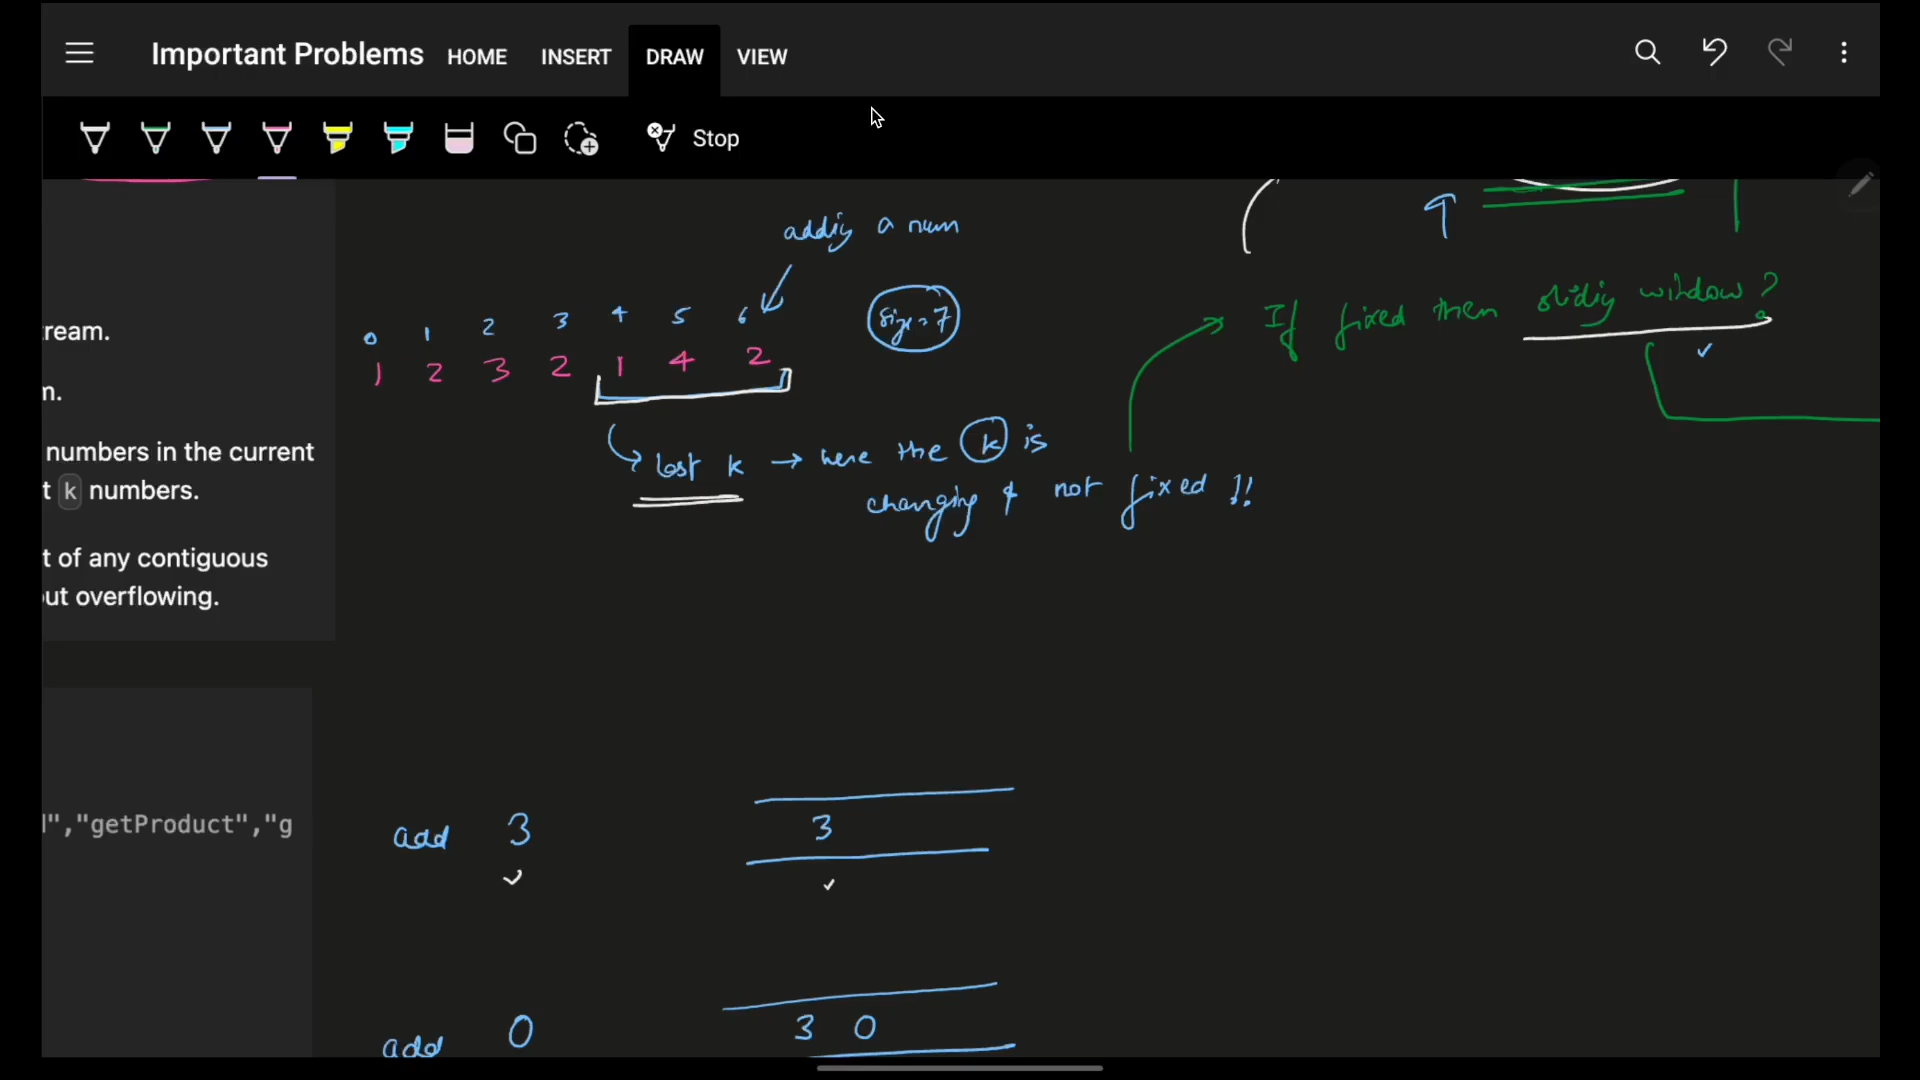 Important Problems HOME INSERT DRAW VIEW
Stop
adding a num
0 1 2 3 4 5 6
size = 7
1 2 3 2 1 4 2
If fixed then sliding window?
ream.
m.
numbers in the current
t k numbers.
t of any contiguous
out overflowing.
last k → here the k is
changing & not fixed !!
d","getProduct","g
add 3
3
add 0
3 0